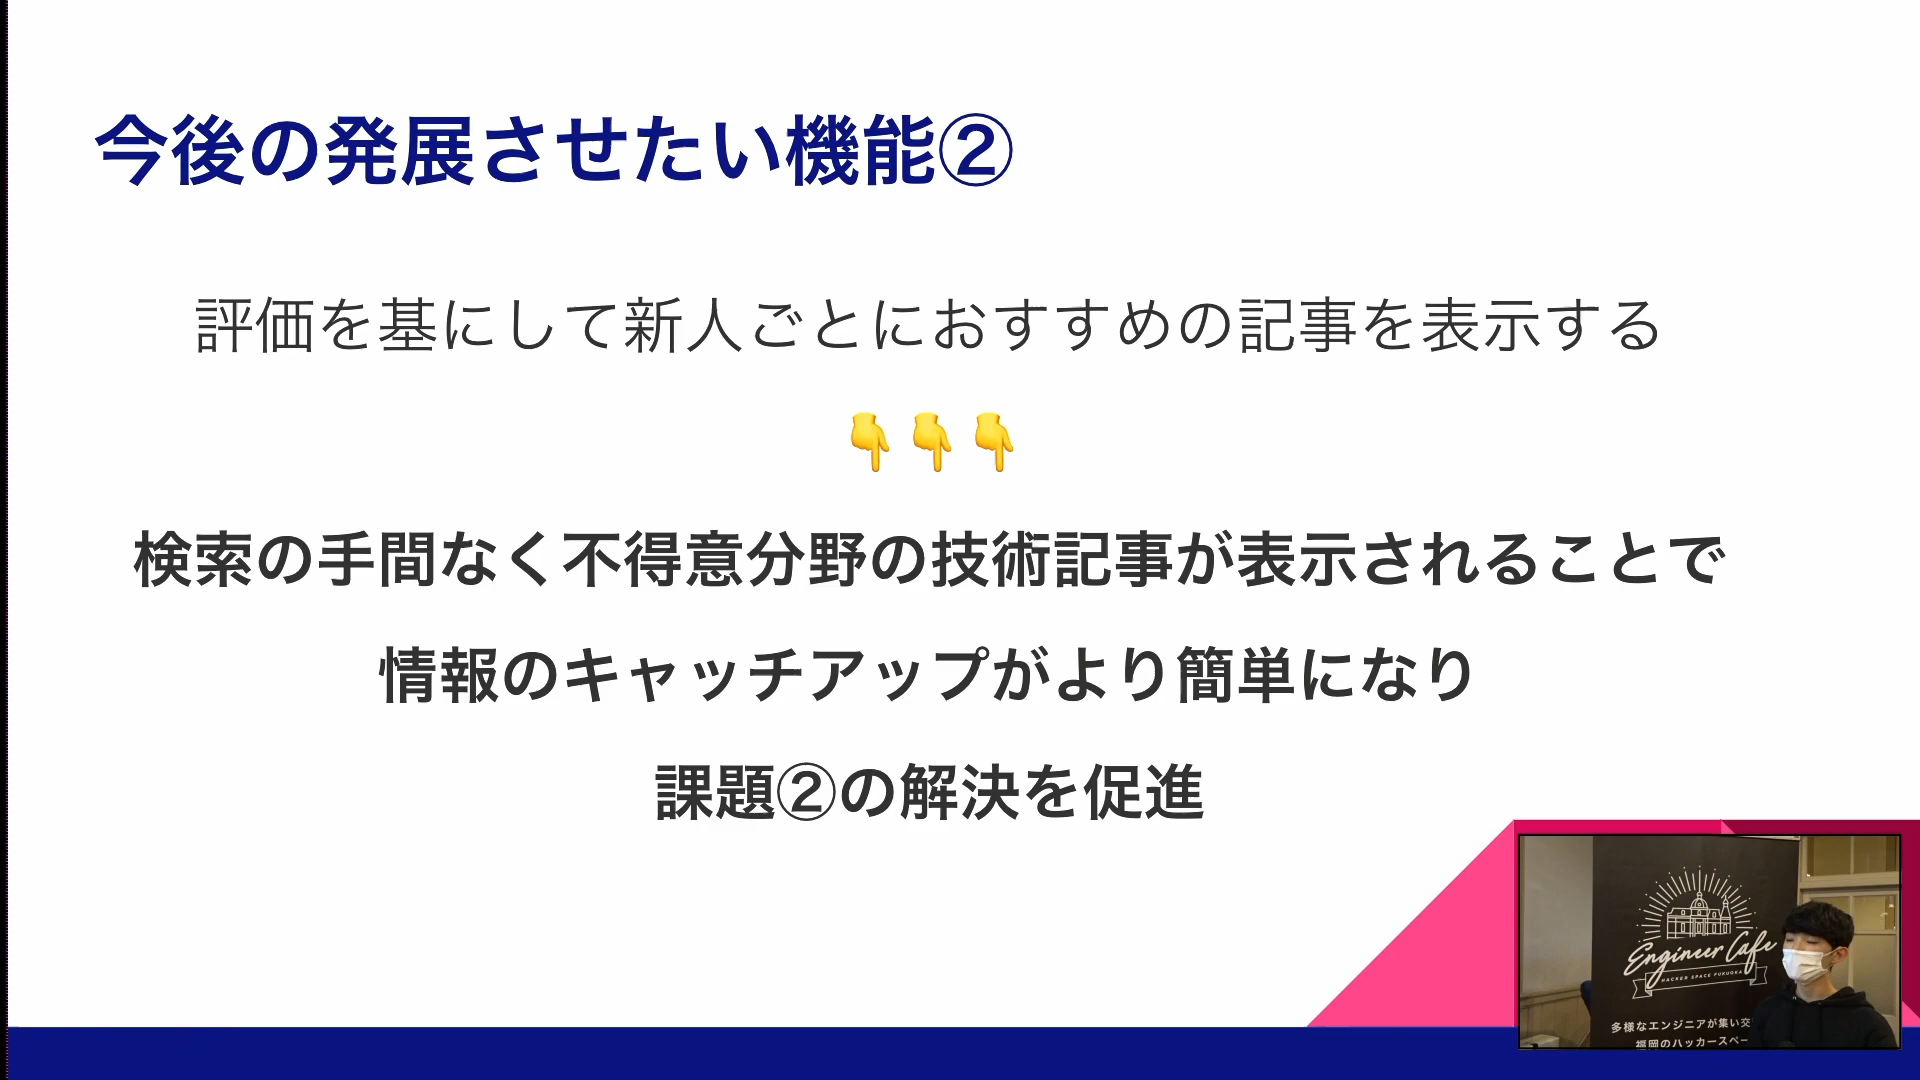 今後の発展させたい機能②
評価を基にして新人ごとにおすすめの記事を表示する
👇👇👇
検索の手間なく不得意分野の技術記事が表示されることで
情報のキャッチアップがより簡単になり
課題②の解決を促進
Engineer Cafe
HACKER SPACE FUKUOKA
多様なエンジニアが集い交
福岡のハッカースペー